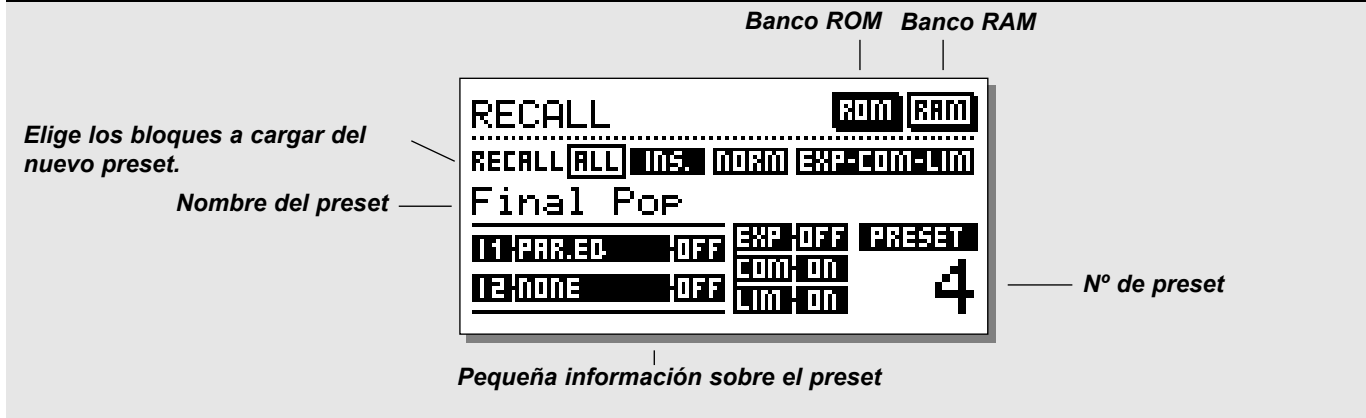 Banco ROM Banco RAM
RECALL ROM RAM
Elige los bloques a cargar del
nuevo preset.
RECALL ALL INS. NORM EXP-COM-LIM
Nombre del preset
Final Pop
I1 PAR.EQ OFF EXP OFF PRESET
COM ON
I2 NONE OFF LIM ON
4
Nº de preset
Pequeña información sobre el preset